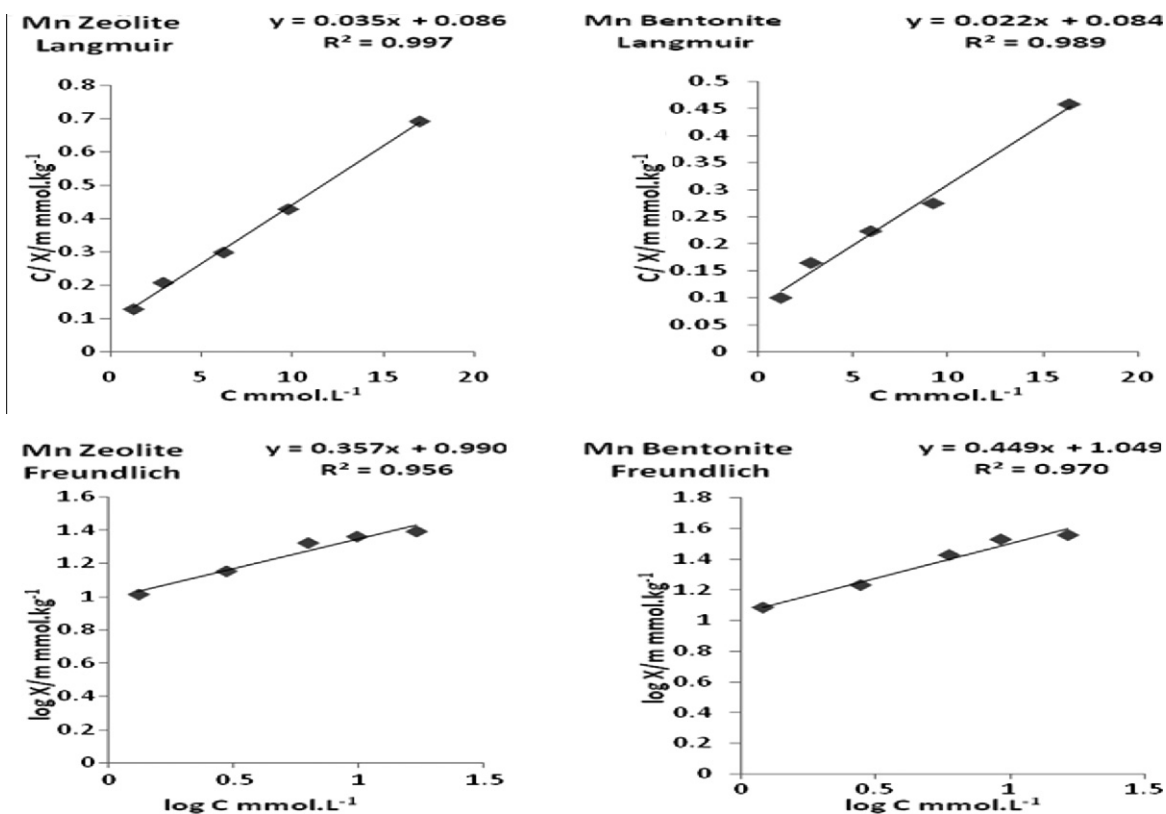 Mn Zeolite
Langmuir
y = 0.035x + 0.086
R² = 0.997
0.8
0.7
0.6
0.5
0.4
0.3
0.2
0.1
0
C/ X/m mmol.kg⁻¹
0 5 10 15 20
C mmol.L⁻¹
Mn Bentonite
Langmuir
y = 0.022x + 0.084
R² = 0.989
0.5
0.45
0.4
0.35
0.3
0.25
0.2
0.15
0.1
0.05
0
C/ X/m mmol.kg⁻¹
0 5 10 15 20
C mmol.L⁻¹
Mn Zeolite
Freundlich
y = 0.357x + 0.990
R² = 0.956
1.6
1.4
1.2
1
0.8
0.6
0.4
0.2
0
log X/m mmol.kg⁻¹
0 0.5 1 1.5
log C mmol.L⁻¹
Mn Bentonite
Freundlich
y = 0.449x + 1.049
R² = 0.970
1.8
1.6
1.4
1.2
1
0.8
0.6
0.4
0.2
0
log X/m mmol.kg⁻¹
0 0.5 1 1.5
log C mmol.L⁻¹